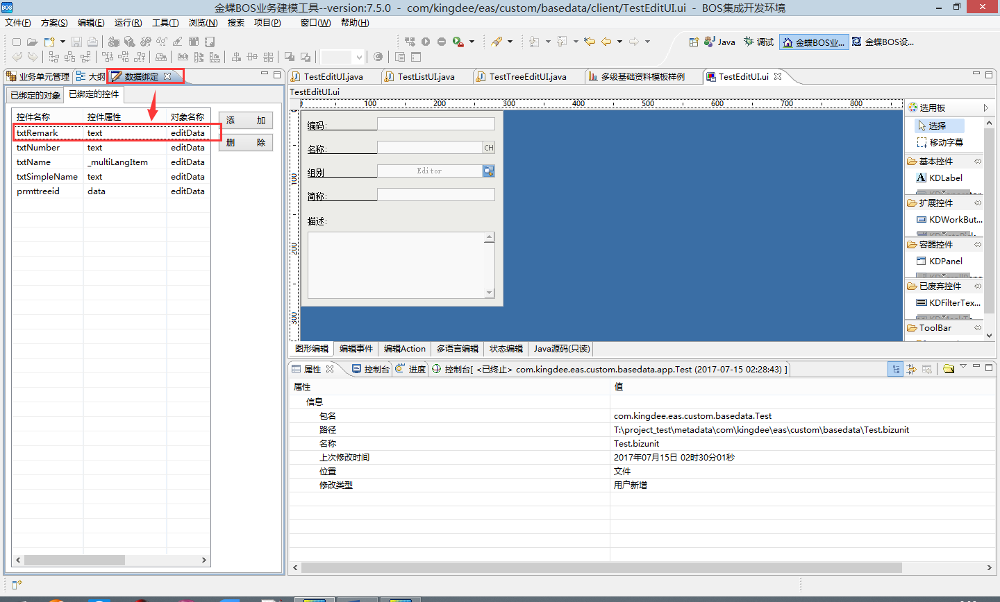 BOS 金蝶BOS业务建模工具--version:7.5.0 - com/kingdee/eas/custom/basedata/client/TestEditUI.ui - BOS集成开发环境
文件(F) 方案(S) 编辑(E) 运行(R) 工具(T) 浏览(N) 搜索 项目(P) 窗口(W) 帮助(H)
Java 调试 金蝶BOS业... 金蝶BOS设...
业务单元管理 大纲 数据绑定
已绑定的对象 已绑定的控件
控件名称 控件属性 对象名称
txtRemark text editData
txtNumber text editData
txtName _multiLangItem editData
txtSimpleName text editData
prmttreeid data editData
添 加
删 除
TestEditUI.java TestListUI.java TestTreeEditUI.java 多级基础资料模板样例 TestEditUI.ui
TestEditUI.ui
0 100 200 300 400 500 600 700 800
0
100
200
300
编码:
名称: CH
组别 Editor
简称:
描述:
选用板
选择
移动字幕
基本控件
KDLabel
扩展控件
KDWorkBut...
容器控件
KDPanel
已废弃控件
KDFilterTex...
ToolBar
图形编辑 编辑事件 编辑Action 多语言编辑 状态编辑 Java源码(只读)
属性 控制台 进度 控制台[ <已终止> com.kingdee.eas.custom.basedata.app.Test (2017-07-15 02:28:43) ]
属性 值
信息
包名 com.kingdee.eas.custom.basedata.Test
路径 T:\project_test\metadata\com\kingdee\eas\custom\basedata\Test.bizunit
名称 Test.bizunit
上次修改时间 2017年07月15日 02时30分01秒
位置 文件
修改类型 用户新增